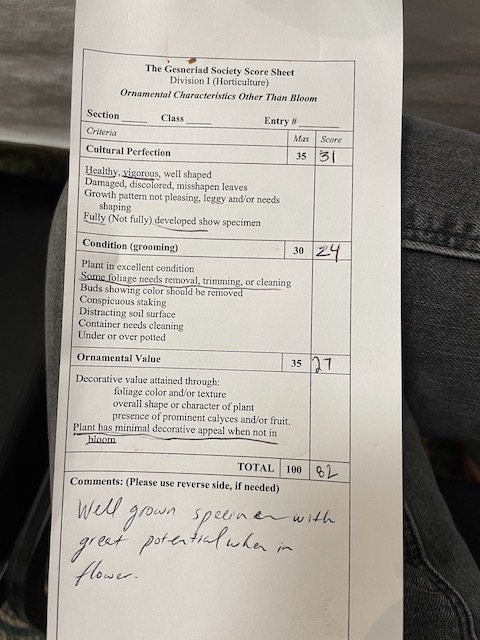 The Gesneriad Society Score Sheet
Division I (Horticulture)
Ornamental Characteristics Other Than Bloom
Section____ Class____ Entry #______
Criteria Max Score
Cultural Perfection 35 31
Healthy, vigorous, well shaped
Damaged, discolored, misshapen leaves
Growth pattern not pleasing, leggy and/or needs
shaping
Fully (Not fully) developed show specimen
Condition (grooming) 30 24
Plant in excellent condition
Some foliage needs removal, trimming, or cleaning
Buds showing color should be removed
Conspicuous staking
Distracting soil surface
Container needs cleaning
Under or over potted
Ornamental Value 35 27
Decorative value attained through:
foliage color and/or texture
overall shape or character of plant
presence of prominent calyces and/or fruit.
Plant has minimal decorative appeal when not in
bloom
TOTAL 100 82
Comments: (Please use reverse side, if needed)
Well grown specimen with
great potential when in
flower.